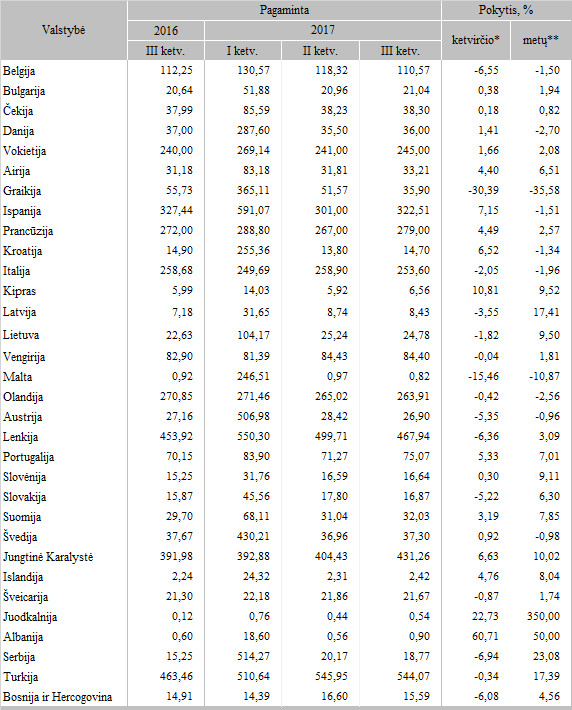 Valstybė Pagaminta Pokytis, %
2016 2017 ketvirčio* metų**
III ketv. I ketv. II ketv. III ketv.
Belgija 112,25 130,57 118,32 110,57 -6,55 -1,50
Bulgarija 20,64 51,88 20,96 21,04 0,38 1,94
Čekija 37,99 85,59 38,23 38,30 0,18 0,82
Danija 37,00 287,60 35,50 36,00 1,41 -2,70
Vokietija 240,00 269,14 241,00 245,00 1,66 2,08
Airija 31,18 83,18 31,81 33,21 4,40 6,51
Graikija 55,73 365,11 51,57 35,90 -30,39 -35,58
Ispanija 327,44 591,07 301,00 322,51 7,15 -1,51
Prancūzija 272,00 288,80 267,00 279,00 4,49 2,57
Kroatija 14,90 255,36 13,80 14,70 6,52 -1,34
Italija 258,68 249,69 258,90 253,60 -2,05 -1,96
Kipras 5,99 14,03 5,92 6,56 10,81 9,52
Latvija 7,18 31,65 8,74 8,43 -3,55 17,41
Lietuva 22,63 104,17 25,24 24,78 -1,82 9,50
Vengirija 82,90 81,39 84,43 84,40 -0,04 1,81
Malta 0,92 246,51 0,97 0,82 -15,46 -10,87
Olandija 270,85 271,46 265,02 263,91 -0,42 -2,56
Austrija 27,16 506,98 28,42 26,90 -5,35 -0,96
Lenkija 453,92 550,30 499,71 467,94 -6,36 3,09
Portugalija 70,15 83,90 71,27 75,07 5,33 7,01
Slovėnija 15,25 31,76 16,59 16,64 0,30 9,11
Slovakija 15,87 45,56 17,80 16,87 -5,22 6,30
Suomija 29,70 68,11 31,04 32,03 3,19 7,85
Švedija 37,67 430,21 36,96 37,30 0,92 -0,98
Jungtinė Karalystė 391,98 392,88 404,43 431,26 6,63 10,02
Islandija 2,24 24,32 2,31 2,42 4,76 8,04
Šveicarija 21,30 22,18 21,86 21,67 -0,87 1,74
Juodkalnija 0,12 0,76 0,44 0,54 22,73 350,00
Albanija 0,60 18,60 0,56 0,90 60,71 50,00
Serbija 15,25 514,27 20,17 18,77 -6,94 23,08
Turkija 463,46 510,64 545,95 544,07 -0,34 17,39
Bosnija ir Hercogovina 14,91 14,39 16,60 15,59 -6,08 4,56